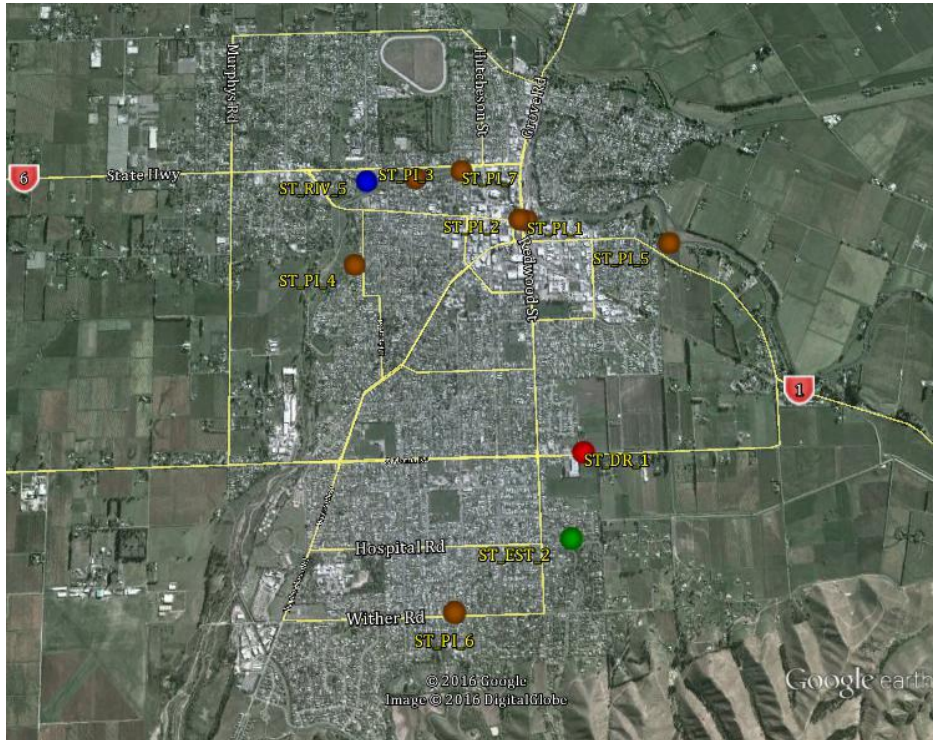 Murphys Rd
Hutcheson St
Grove Rd
6
State Hwy
ST_RIV_5
ST_PI_3
ST_PI_7
ST_PI_2
ST_PI_1
ST_PI_5
ST_PI_4
Redwood St
1
ST_DR_1
Hospital Rd
ST_EST_2
Wither Rd
ST_PI_6
© 2016 Google
Image © 2016 DigitalGlobe
Google earth